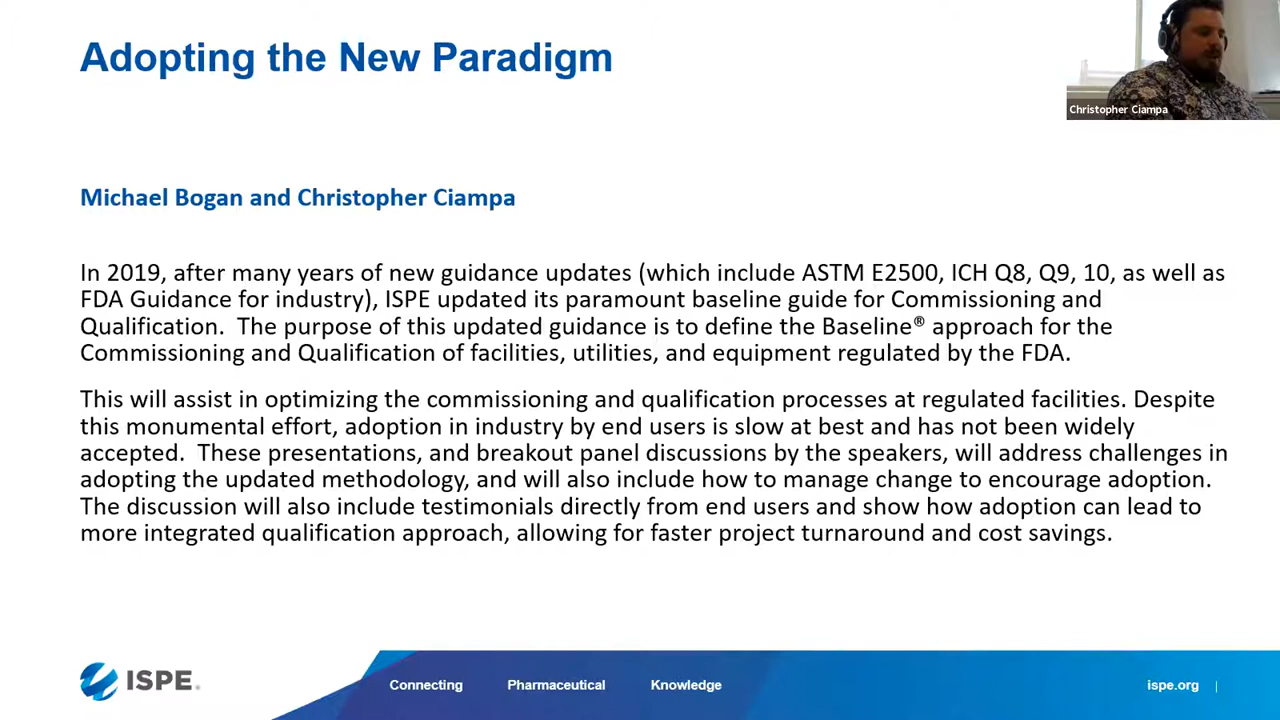 Adopting the New Paradigm
Christopher Ciampa
Michael Bogan and Christopher Ciampa
In 2019, after many years of new guidance updates (which include ASTM E2500, ICH Q8, Q9, 10, as well as
FDA Guidance for industry), ISPE updated its paramount baseline guide for Commissioning and
Qualification.  The purpose of this updated guidance is to define the Baseline® approach for the
Commissioning and Qualification of facilities, utilities, and equipment regulated by the FDA.
This will assist in optimizing the commissioning and qualification processes at regulated facilities. Despite
this monumental effort, adoption in industry by end users is slow at best and has not been widely
accepted.  These presentations, and breakout panel discussions by the speakers, will address challenges in
adopting the updated methodology, and will also include how to manage change to encourage adoption.
The discussion will also include testimonials directly from end users and show how adoption can lead to
more integrated qualification approach, allowing for faster project turnaround and cost savings.
ISPE.
Connecting Pharmaceutical Knowledge
ispe.org |